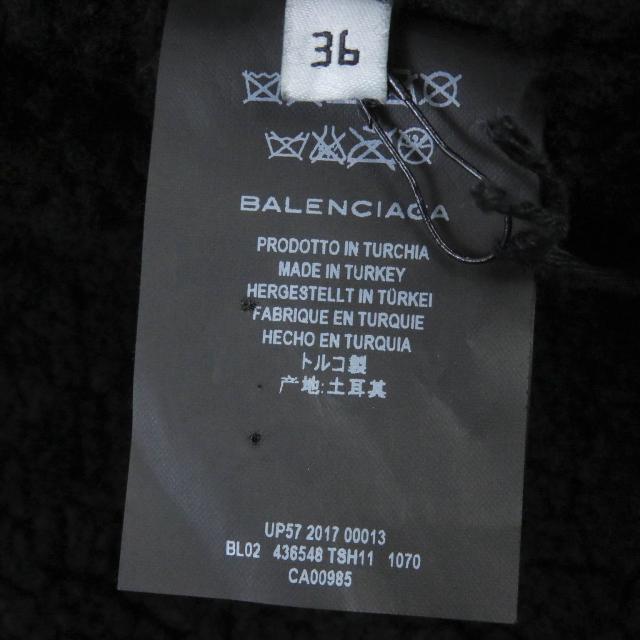 36
BALENCIAGA
PRODOTTO IN TURCHIA
MADE IN TURKEY
HERGESTELLT IN TÜRKEI
FABRIQUE EN TURQUIE
HECHO EN TURQUIA
トルコ製
产地:土耳其
UP57 2017 00013
BL02 436548 TSH11 1070
CA00985